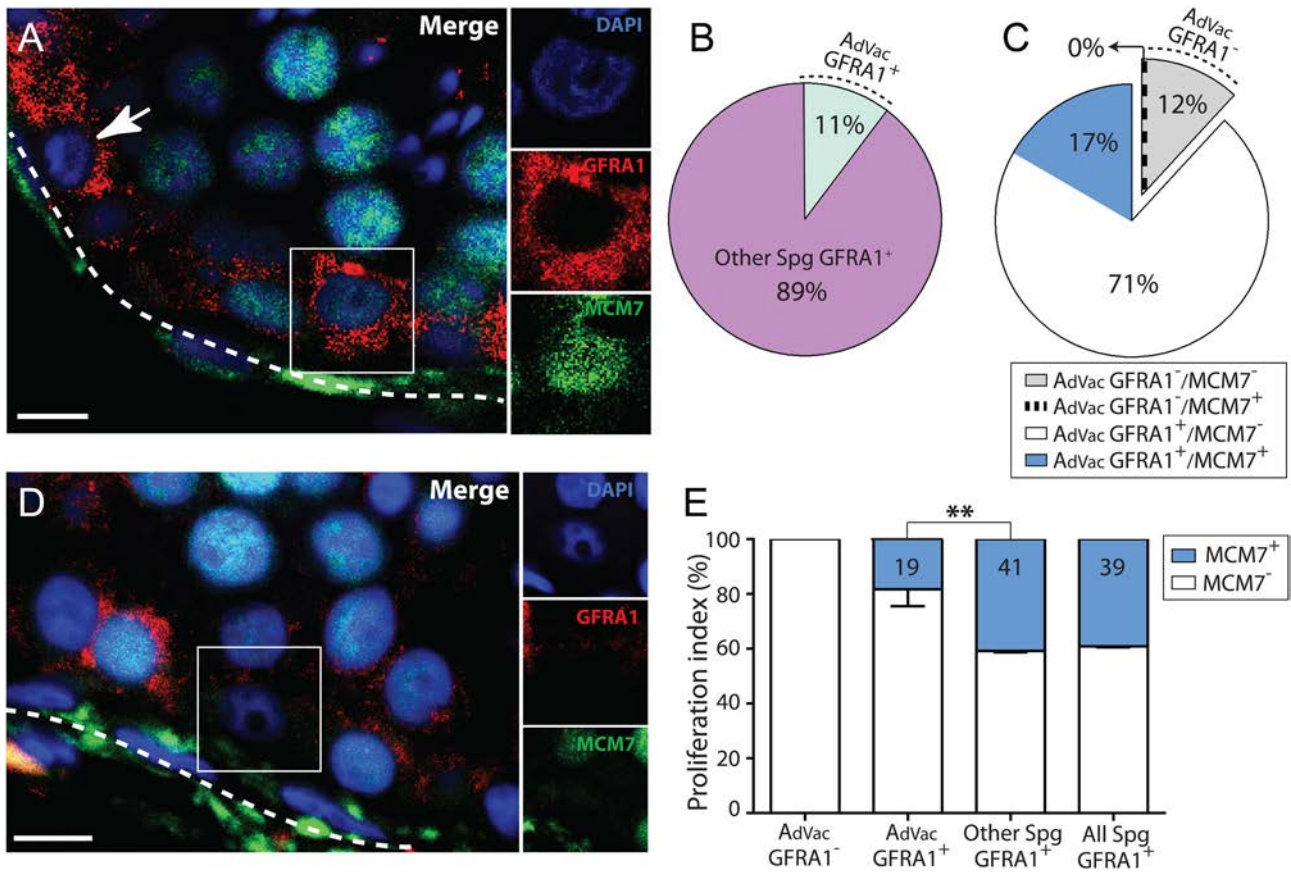 A
Merge
DAPI
GFRA1
MCM7
B
AdVac
GFRA1⁺
11%
Other Spg GFRA1⁺
89%
C
AdVac
GFRA1⁻
0%
12%
17%
71%
AdVac GFRA1⁻/MCM7⁻
AdVac GFRA1⁻/MCM7⁺
AdVac GFRA1⁺/MCM7⁻
AdVac GFRA1⁺/MCM7⁺
D
Merge
DAPI
GFRA1
MCM7
E
**
Proliferation index (%)
100
80
60
40
20
0
19
41
39
AdVac
GFRA1⁻
AdVac
GFRA1⁺
Other Spg
GFRA1⁺
All Spg
GFRA1⁺
MCM7⁺
MCM7⁻